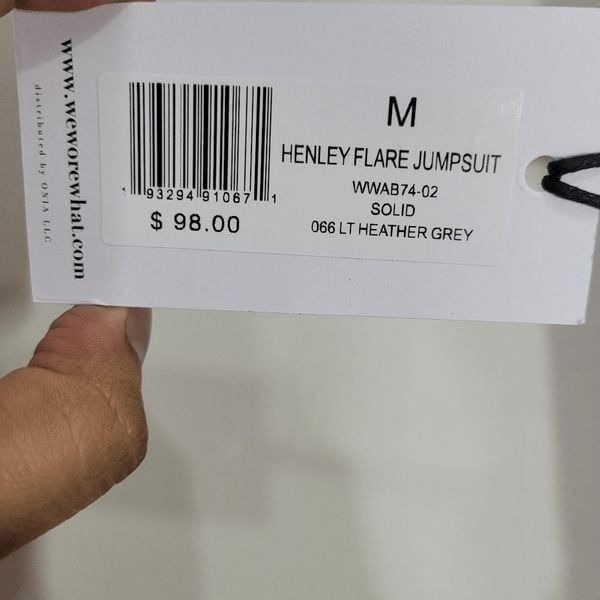 www.weworewhat.com
distributed by ONIA LLC
M
HENLEY FLARE JUMPSUIT
WWAB74-02
SOLID
066 LT HEATHER GREY
1 93294 91067 1
$ 98.00